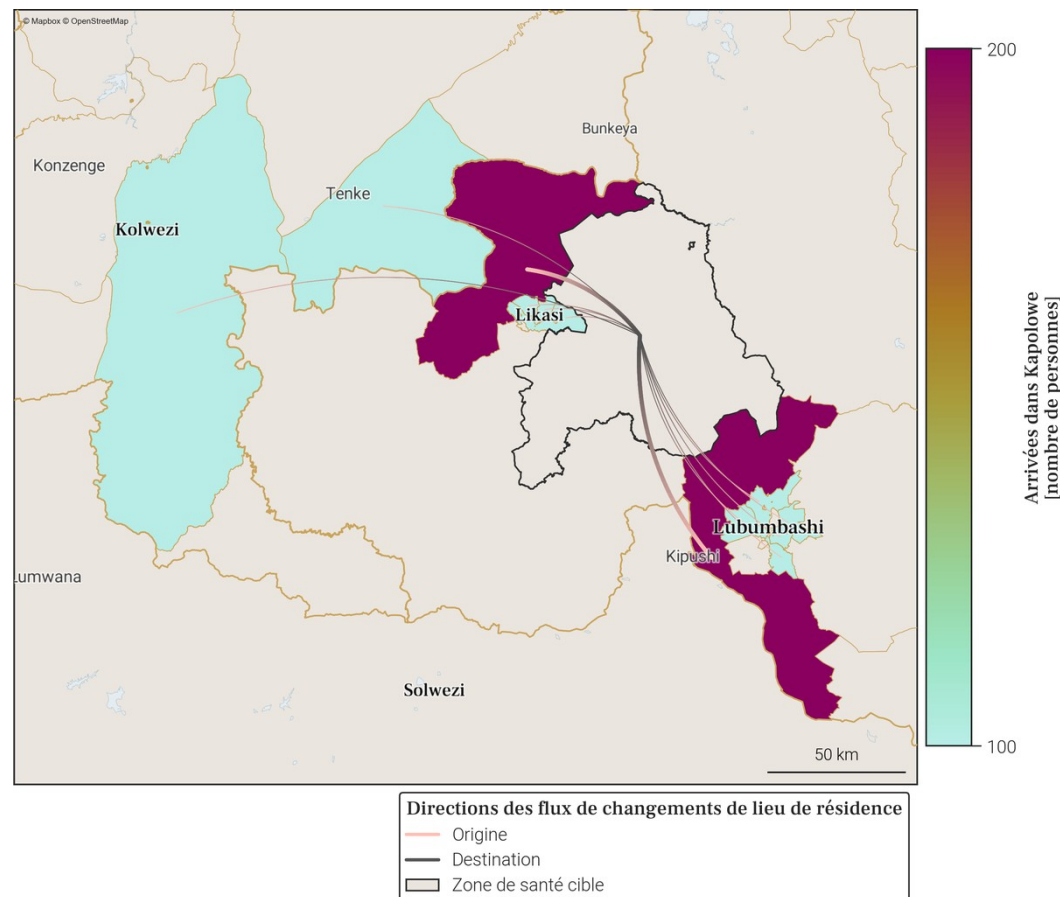 © Mapbox © OpenStreetMap
200
Bunkeya
Konzenge
Tenke
Kolwezi
Likasi
Arrivées dans Kapolowe
[nombre de personnes]
Lubumbashi
Kipushi
Lumwana
Solwezi
100
50 km
Directions des flux de changements de lieu de résidence
Origine
Destination
Zone de santé cible